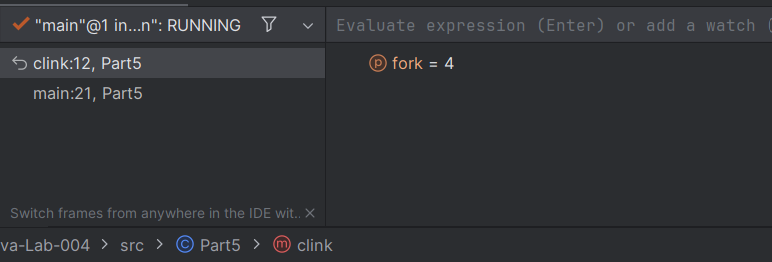 "main"@1 in...n": RUNNING
Evaluate expression (Enter) or add a watch (
clink:12, Part5
p fork = 4
main:21, Part5
Switch frames from anywhere in the IDE wit...
va-Lab-004 > src > C Part5 > m clink